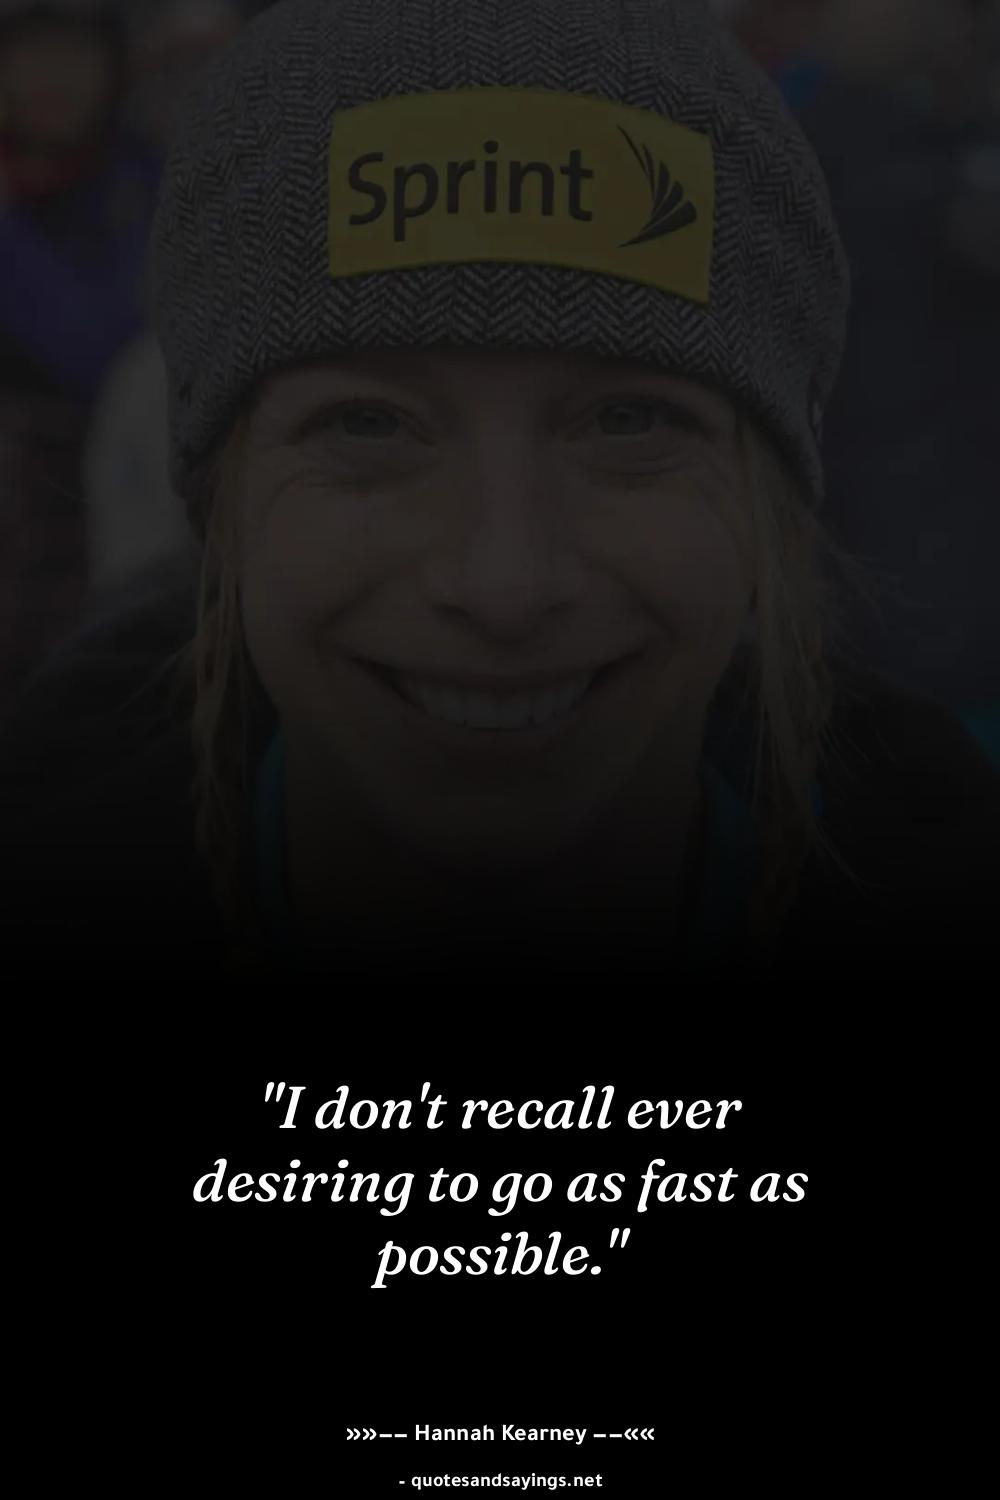 Sprint
"I don't recall ever
desiring to go as fast as
possible."
»»-– Hannah Kearney –-««
- quotesandsayings.net